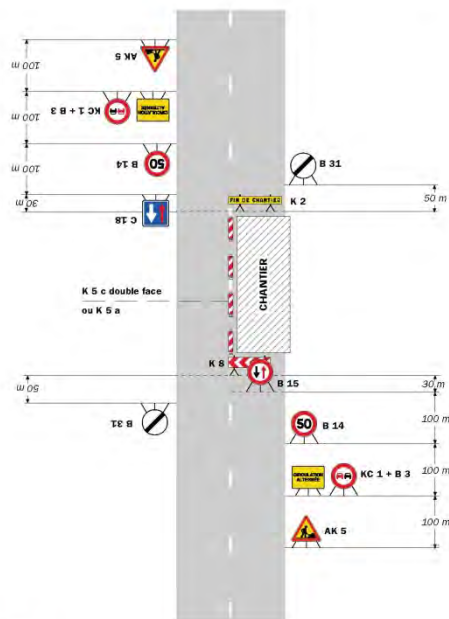 100 m
AK 5
100 m
KC 1 + B 3
CIRCULATION
ALTERNÉE
100 m
50
B 14
30 m
C 18
B 31
FIN DE CHANTIER
K 2
50 m
K 5 c double face
ou K 5 a
CHANTIER
K 8
B 15
30 m
50 m
B 31
50
B 14
100 m
CIRCULATION
ALTERNÉE
KC 1 + B 3
100 m
AK 5
100 m